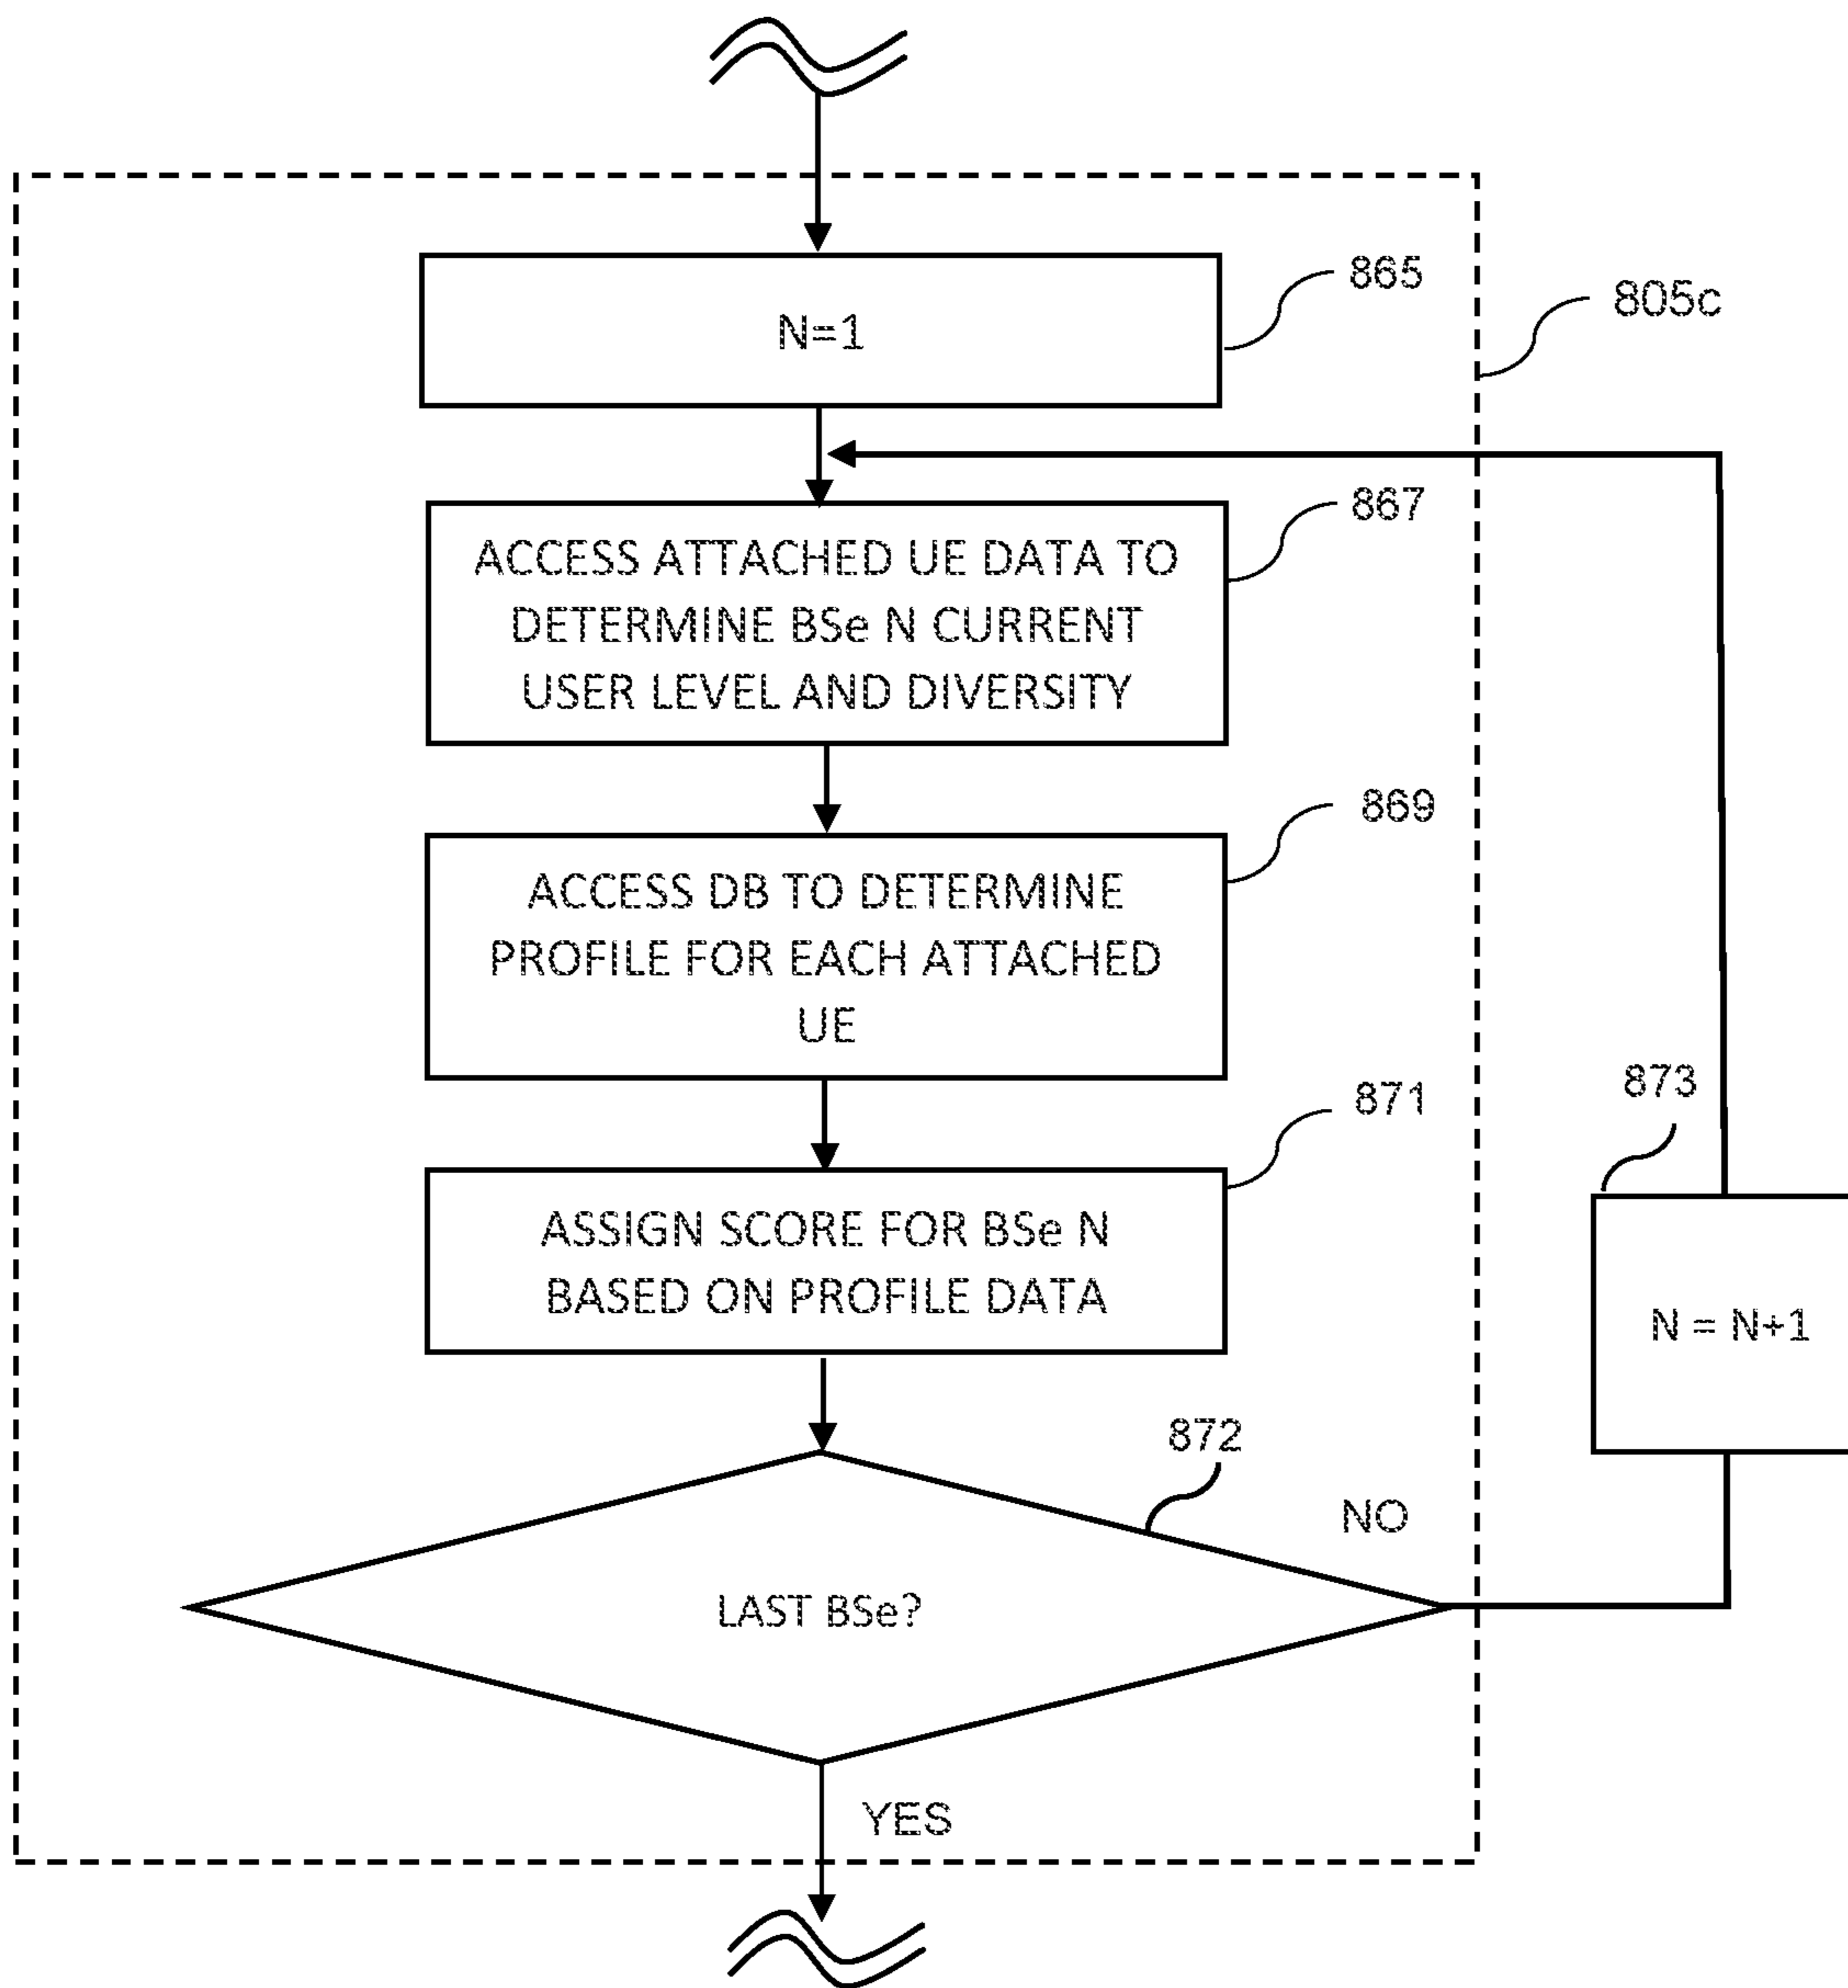 865
805c
N=1
867
ACCESS ATTACHED UE DATA TO
DETERMINE BSe N CURRENT
USER LEVEL AND DIVERSITY
869
ACCESS DB TO DETERMINE
PROFILE FOR EACH ATTACHED
UE
871
873
ASSIGN SCORE FOR BSe N
BASED ON PROFILE DATA
N = N+1
872
NO
LAST BSe?
YES